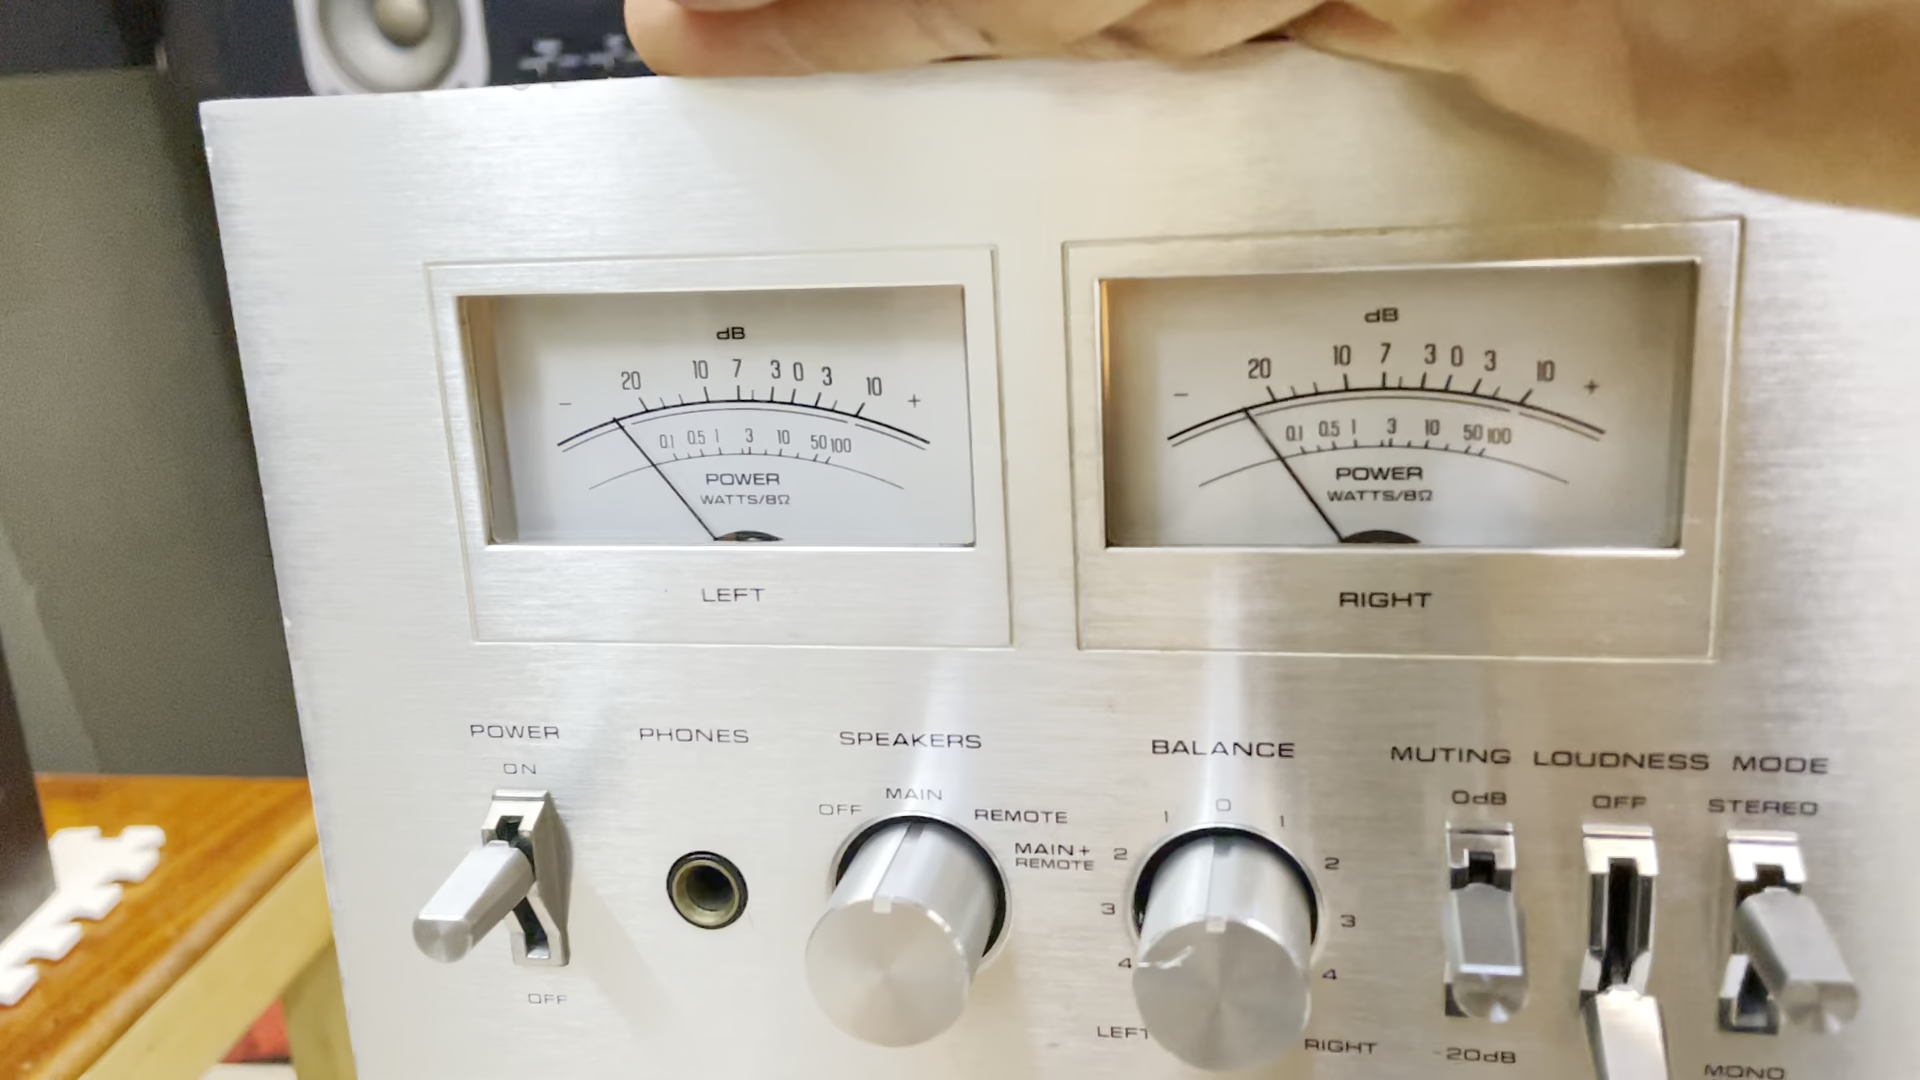 dB
20 10 7 3 0 3 10
- +
0.1 0.5 1 3 10 50 100
POWER
WATTS/8Ω
LEFT
dB
20 10 7 3 0 3 10
- +
0.1 0.5 1 3 10 50 100
POWER
WATTS/8Ω
RIGHT
POWER
ON
OFF
PHONES
SPEAKERS
OFF
MAIN
REMOTE
MAIN+
REMOTE
BALANCE
1 0 1
2 2
3 3
4 4
LEFT RIGHT
MUTING
0dB
-20dB
LOUDNESS
OFF
MODE
STEREO
MONO